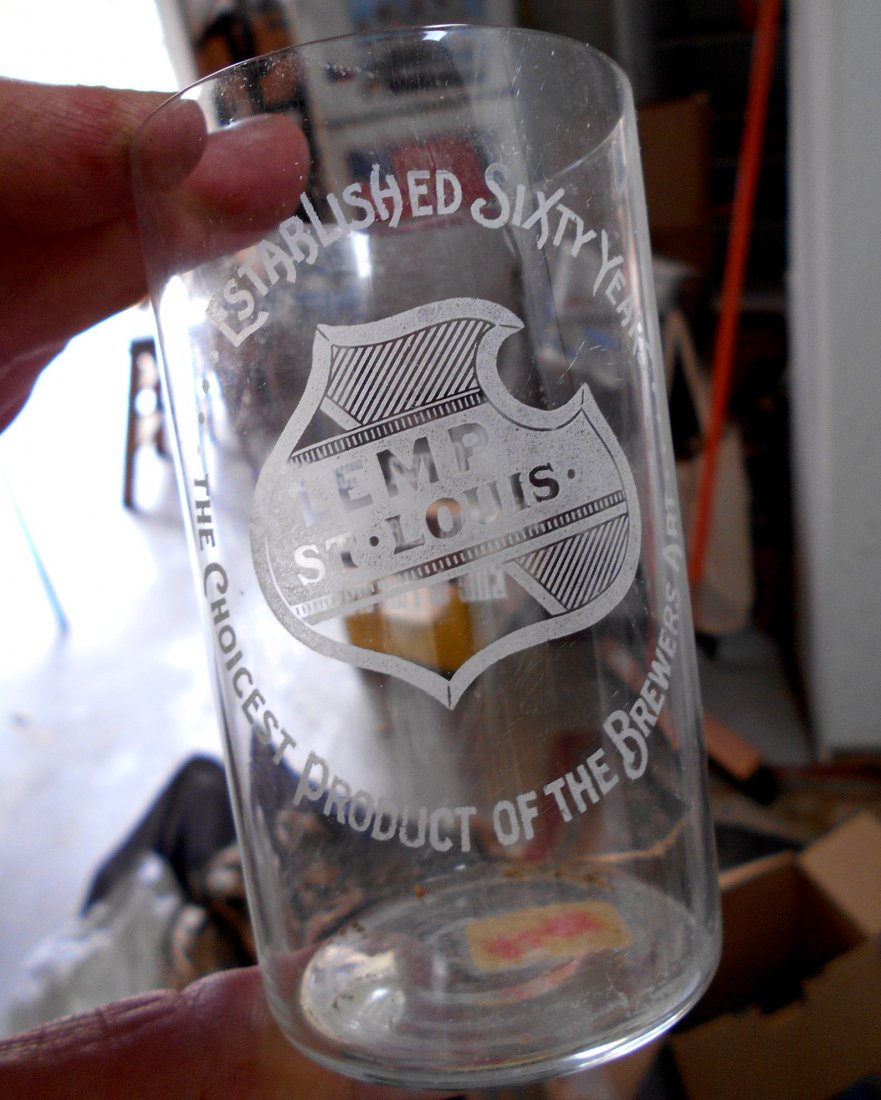 ESTABLISHED SIXTY YEARS
LEMP
ST. LOUIS.
THE CHOICEST PRODUCT OF THE BREWERS ART